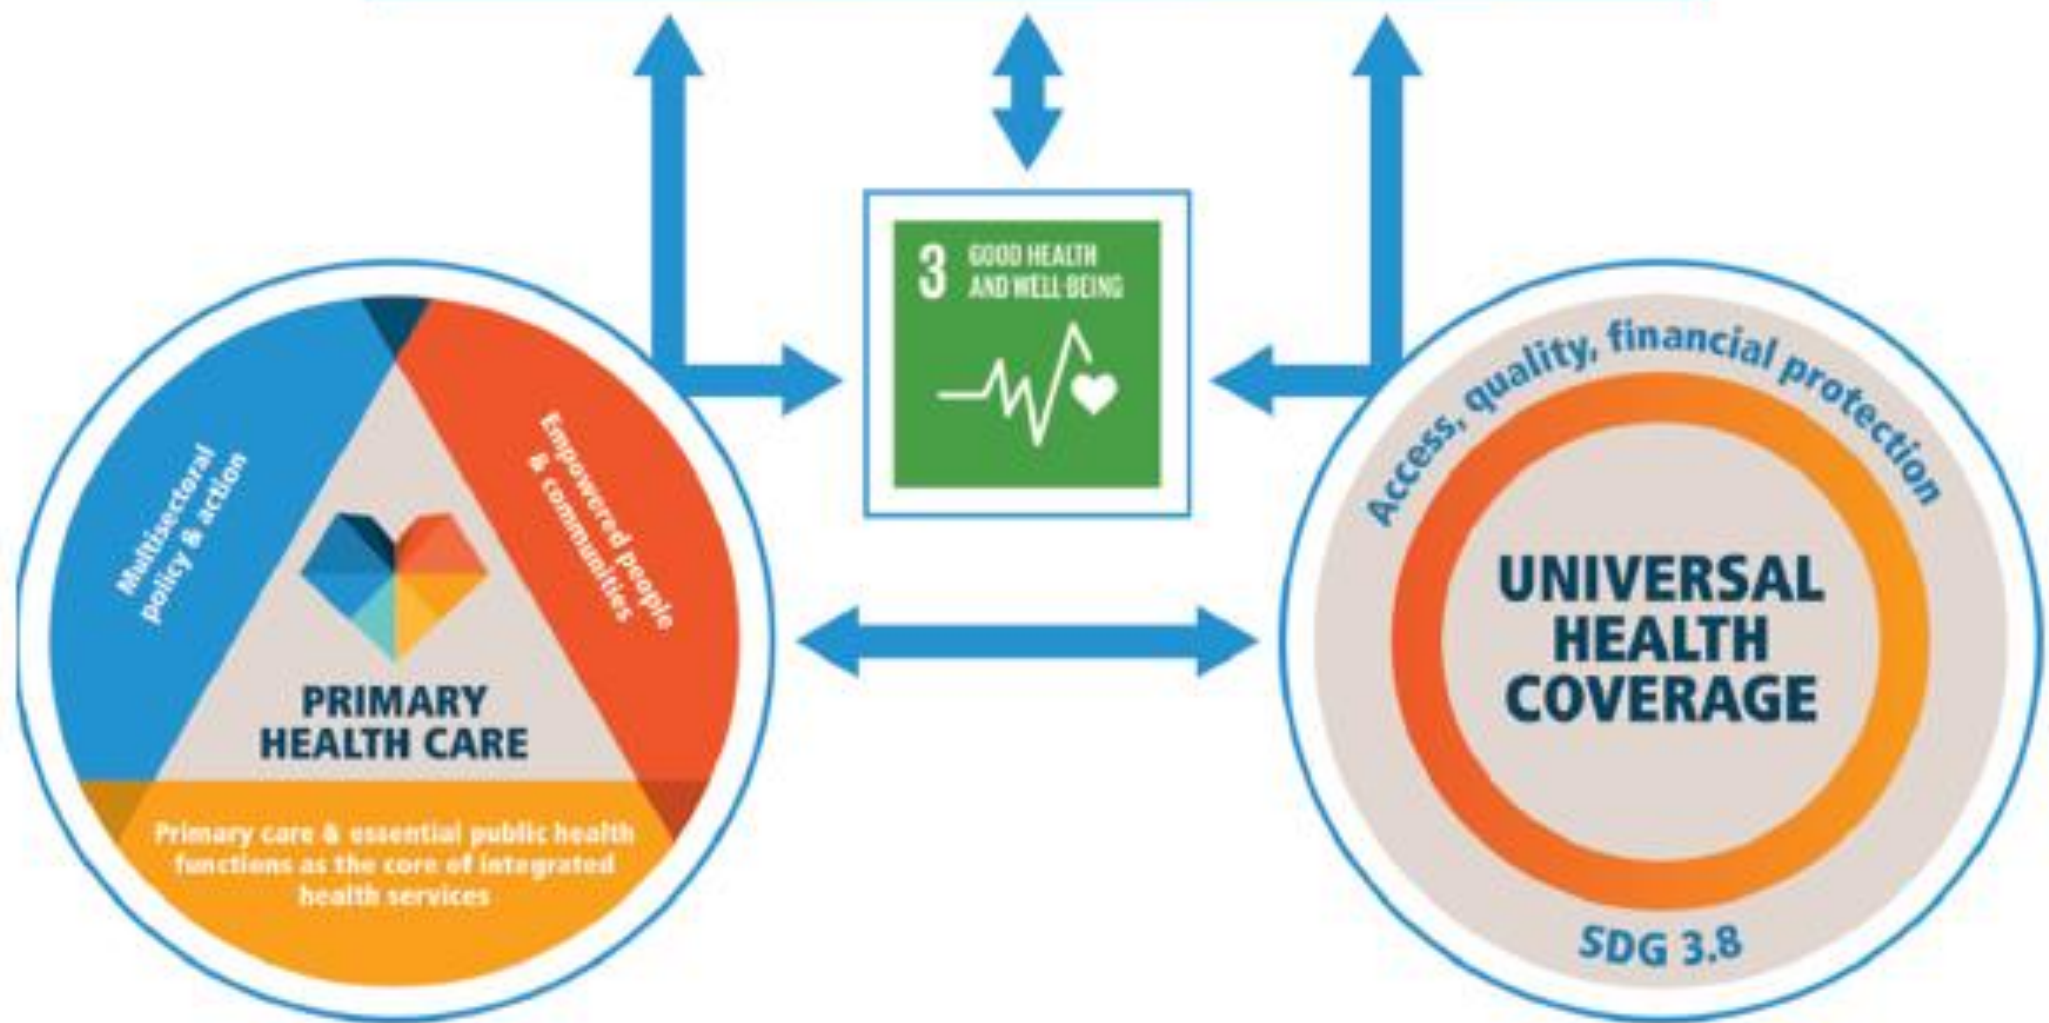 3
GOOD HEALTH
AND WELL-BEING
Multisectoral
policy & action
Empowered people
& communities
PRIMARY
HEALTH CARE
Primary care & essential public health
functions as the core of integrated
health services
Access, quality, financial protection
UNIVERSAL
HEALTH
COVERAGE
SDG 3.8